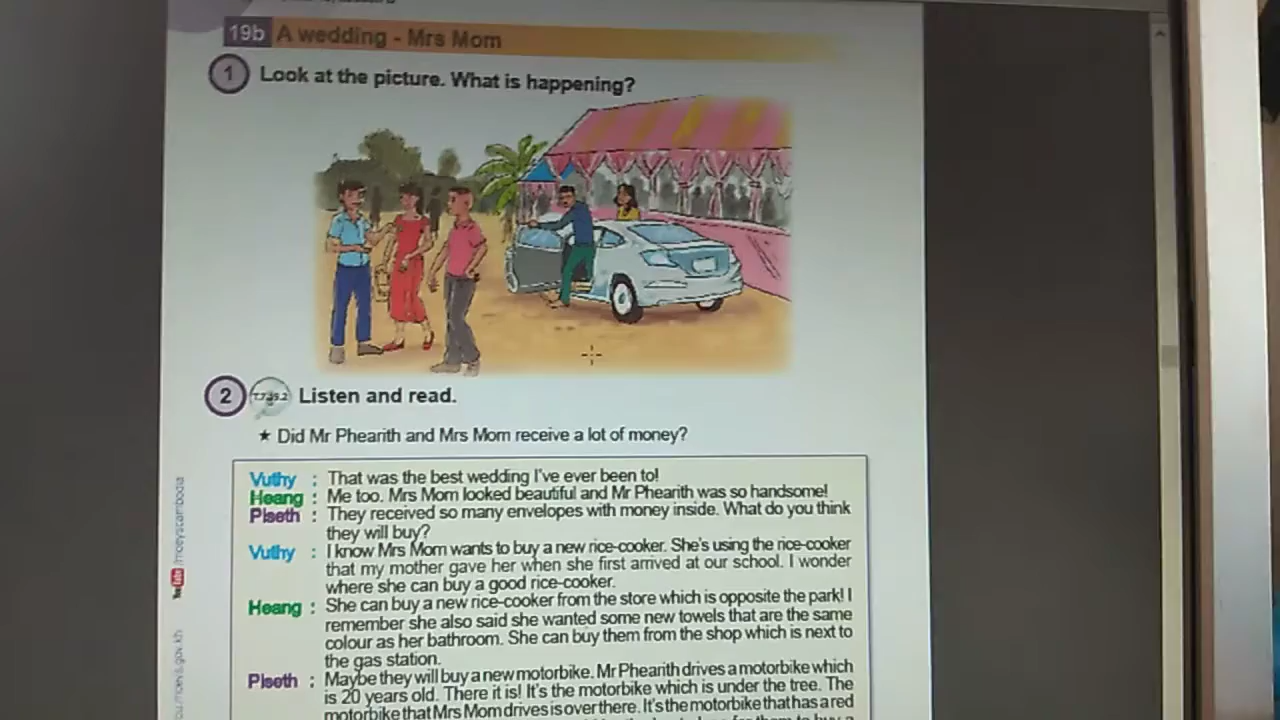 19b A wedding - Mrs Mom
1 Look at the picture. What is happening?
2 Listen and read.
★ Did Mr Phearith and Mrs Mom receive a lot of money?
Vuthy : That was the best wedding I've ever been to!
Heang : Me too. Mrs Mom looked beautiful and Mr Phearith was so handsome!
Piseth : They received so many envelopes with money inside. What do you think
they will buy?
Vuthy : I know Mrs Mom wants to buy a new rice-cooker. She's using the rice-cooker
that my mother gave her when she first arrived at our school. I wonder
where she can buy a good rice-cooker.
Heang : She can buy a new rice-cooker from the store which is opposite the park! I
remember she also said she wanted some new towels that are the same
colour as her bathroom. She can buy them from the shop which is next to
the gas station.
Piseth : Maybe they will buy a new motorbike. Mr Phearith drives a motorbike which
is 20 years old. There it is! It's the motorbike which is under the tree. The
motorbike that Mrs Mom drives is over there. It's the motorbike that has a red
YouTube /moeyscambodia